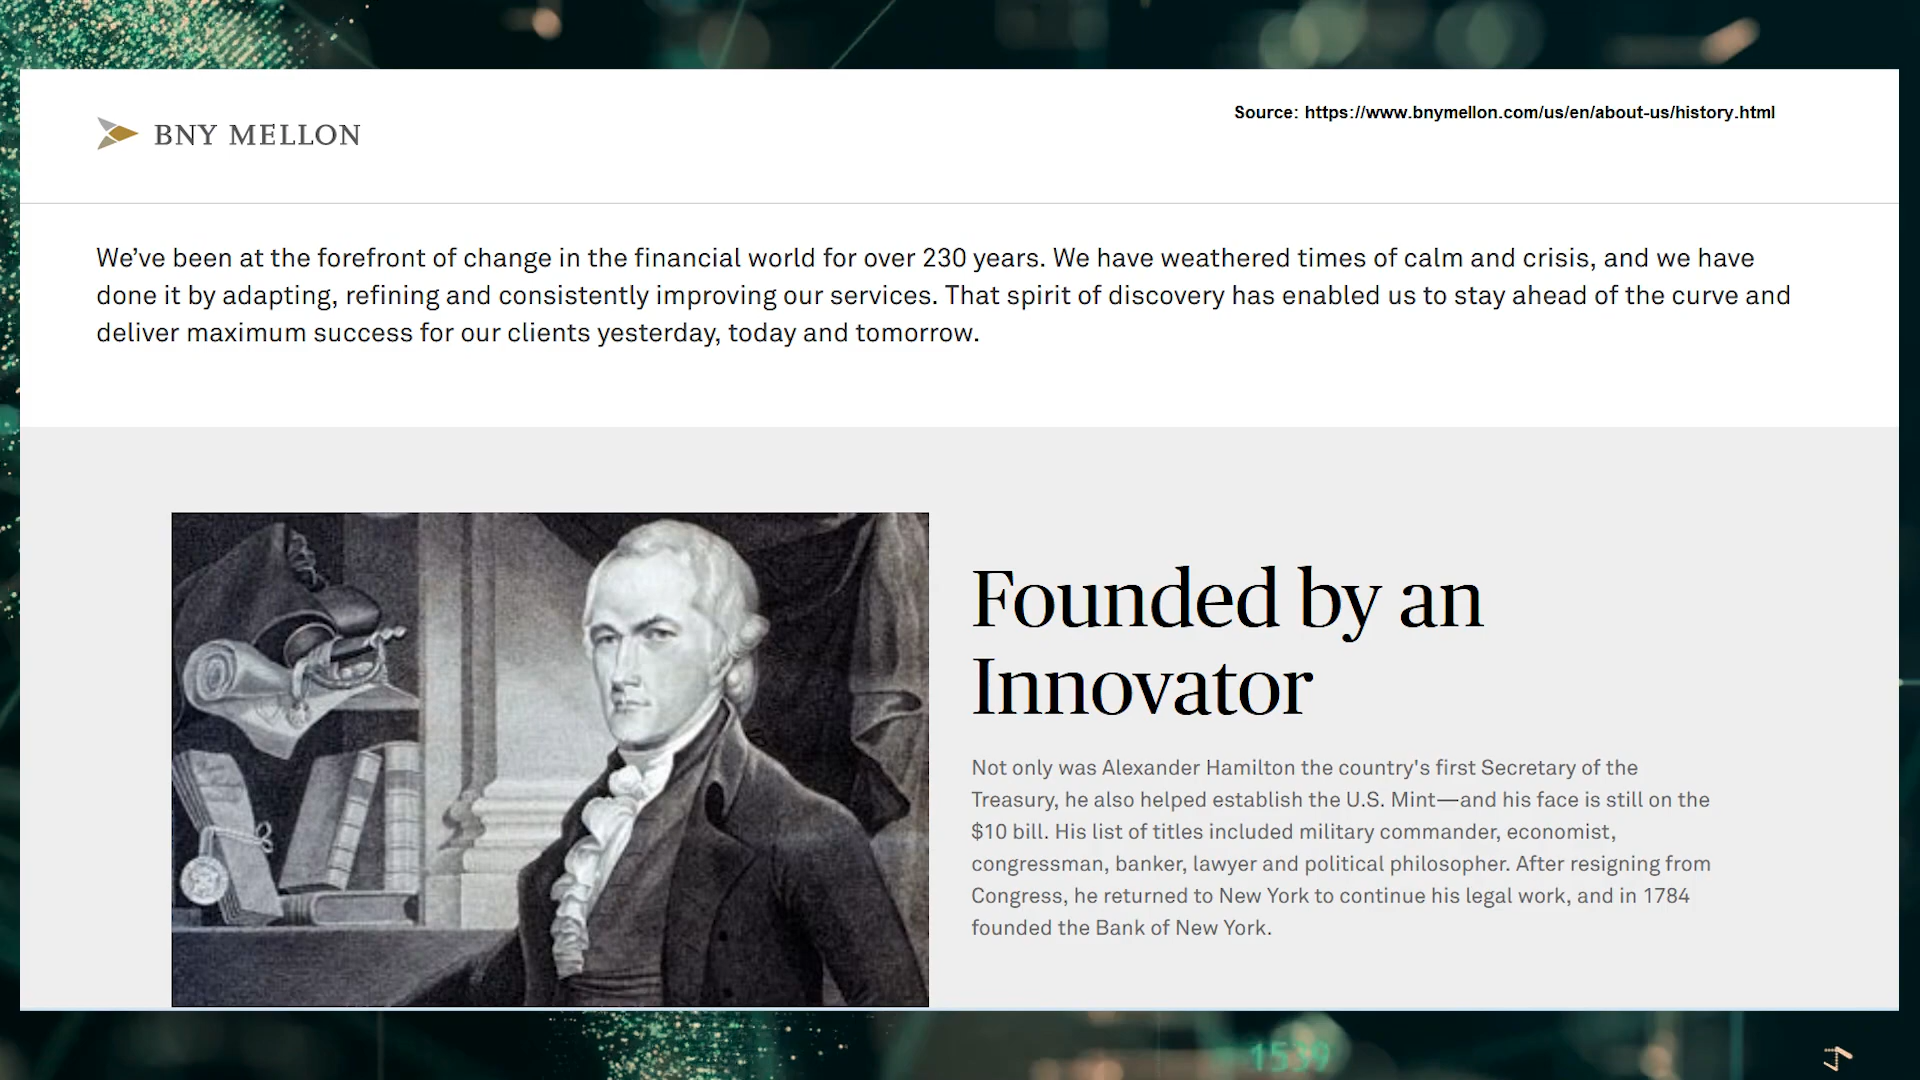 BNY MELLON
Source: https://www.bnymellon.com/us/en/about-us/history.html
We’ve been at the forefront of change in the financial world for over 230 years. We have weathered times of calm and crisis, and we have
done it by adapting, refining and consistently improving our services. That spirit of discovery has enabled us to stay ahead of the curve and
deliver maximum success for our clients yesterday, today and tomorrow.
Founded by an
Innovator
Not only was Alexander Hamilton the country's first Secretary of the
Treasury, he also helped establish the U.S. Mint—and his face is still on the
$10 bill. His list of titles included military commander, economist,
congressman, banker, lawyer and political philosopher. After resigning from
Congress, he returned to New York to continue his legal work, and in 1784
founded the Bank of New York.
1539